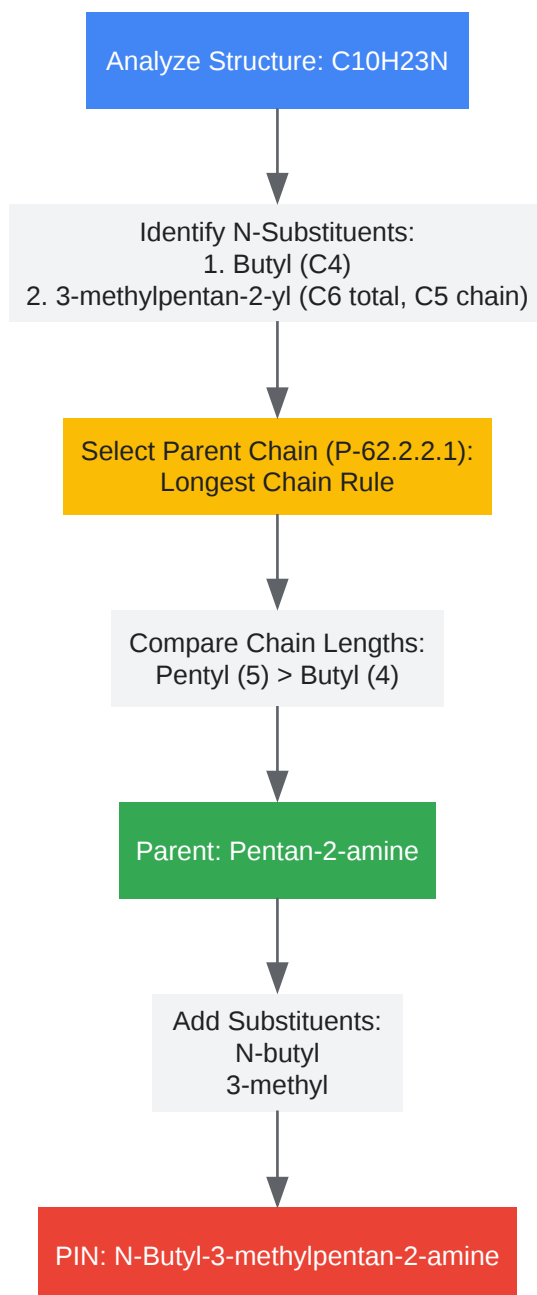 Analyze Structure: C10H23N
Identify N-Substituents:
1. Butyl (C4)
2. 3-methylpentan-2-yl (C6 total, C5 chain)
Select Parent Chain (P-62.2.2.1):
Longest Chain Rule
Compare Chain Lengths:
Pentyl (5) > Butyl (4)
Parent: Pentan-2-amine
Add Substituents:
N-butyl
3-methyl
PIN: N-Butyl-3-methylpentan-2-amine